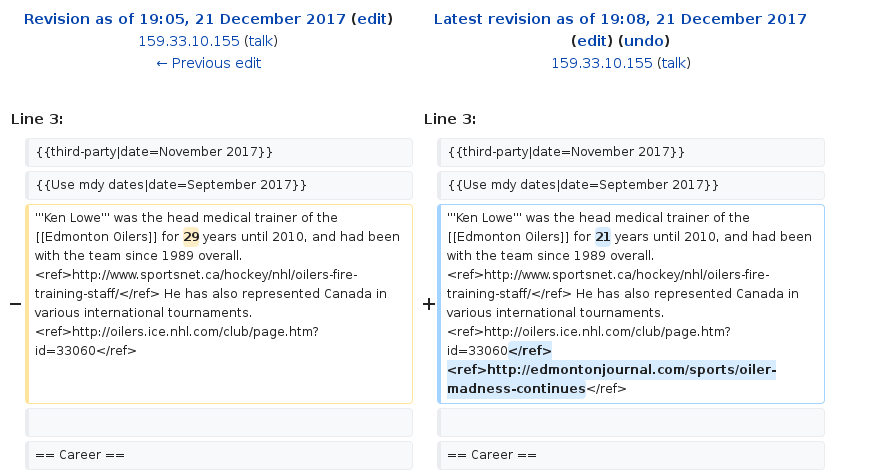 Revision as of 19:05, 21 December 2017 (edit)
159.33.10.155 (talk)
← Previous edit
Latest revision as of 19:08, 21 December 2017
(edit) (undo)
159.33.10.155 (talk)
Line 3:
Line 3:
{{third-party|date=November 2017}}
{{third-party|date=November 2017}}
{{Use mdy dates|date=September 2017}}
{{Use mdy dates|date=September 2017}}
−
'''Ken Lowe''' was the head medical trainer of the
[[Edmonton Oilers]] for 29 years until 2010, and had been
with the team since 1989 overall.
<ref>http://www.sportsnet.ca/hockey/nhl/oilers-fire-
training-staff/</ref> He has also represented Canada in
various international tournaments.
<ref>http://oilers.ice.nhl.com/club/page.htm?
id=33060</ref>
+
'''Ken Lowe''' was the head medical trainer of the
[[Edmonton Oilers]] for 21 years until 2010, and had been
with the team since 1989 overall.
<ref>http://www.sportsnet.ca/hockey/nhl/oilers-fire-
training-staff/</ref> He has also represented Canada in
various international tournaments.
<ref>http://oilers.ice.nhl.com/club/page.htm?
id=33060</ref>
<ref>http://edmontonjournal.com/sports/oiler-
madness-continues</ref>
== Career ==
== Career ==